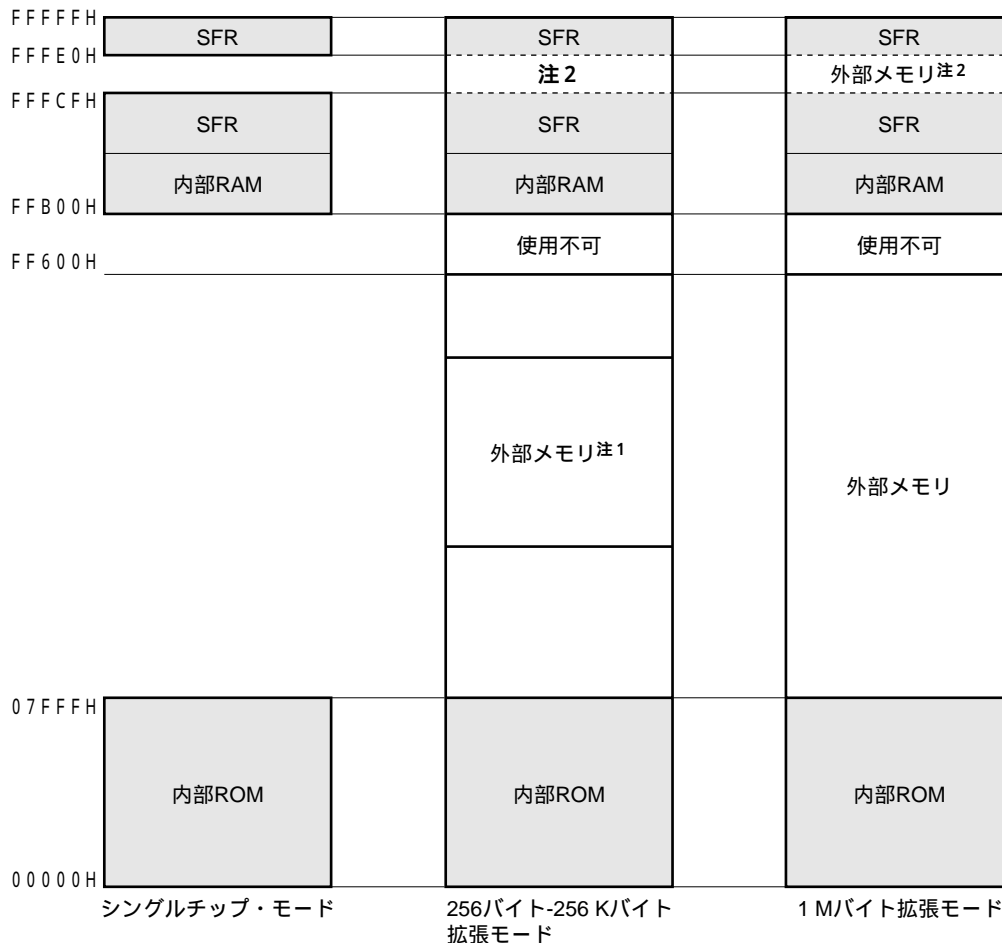 FFFFFH
SFR SFR SFR
FFFE0H
注2 外部メモリ注2
FFFCFH
SFR SFR SFR
内部RAM 内部RAM 内部RAM
FFB00H
使用不可 使用不可
FF600H
外部メモリ注1
外部メモリ
07FFFH
内部ROM 内部ROM 内部ROM
00000H
シングルチップ・モード 256バイト-256 Kバイト 1 Mバイト拡張モード
拡張モード